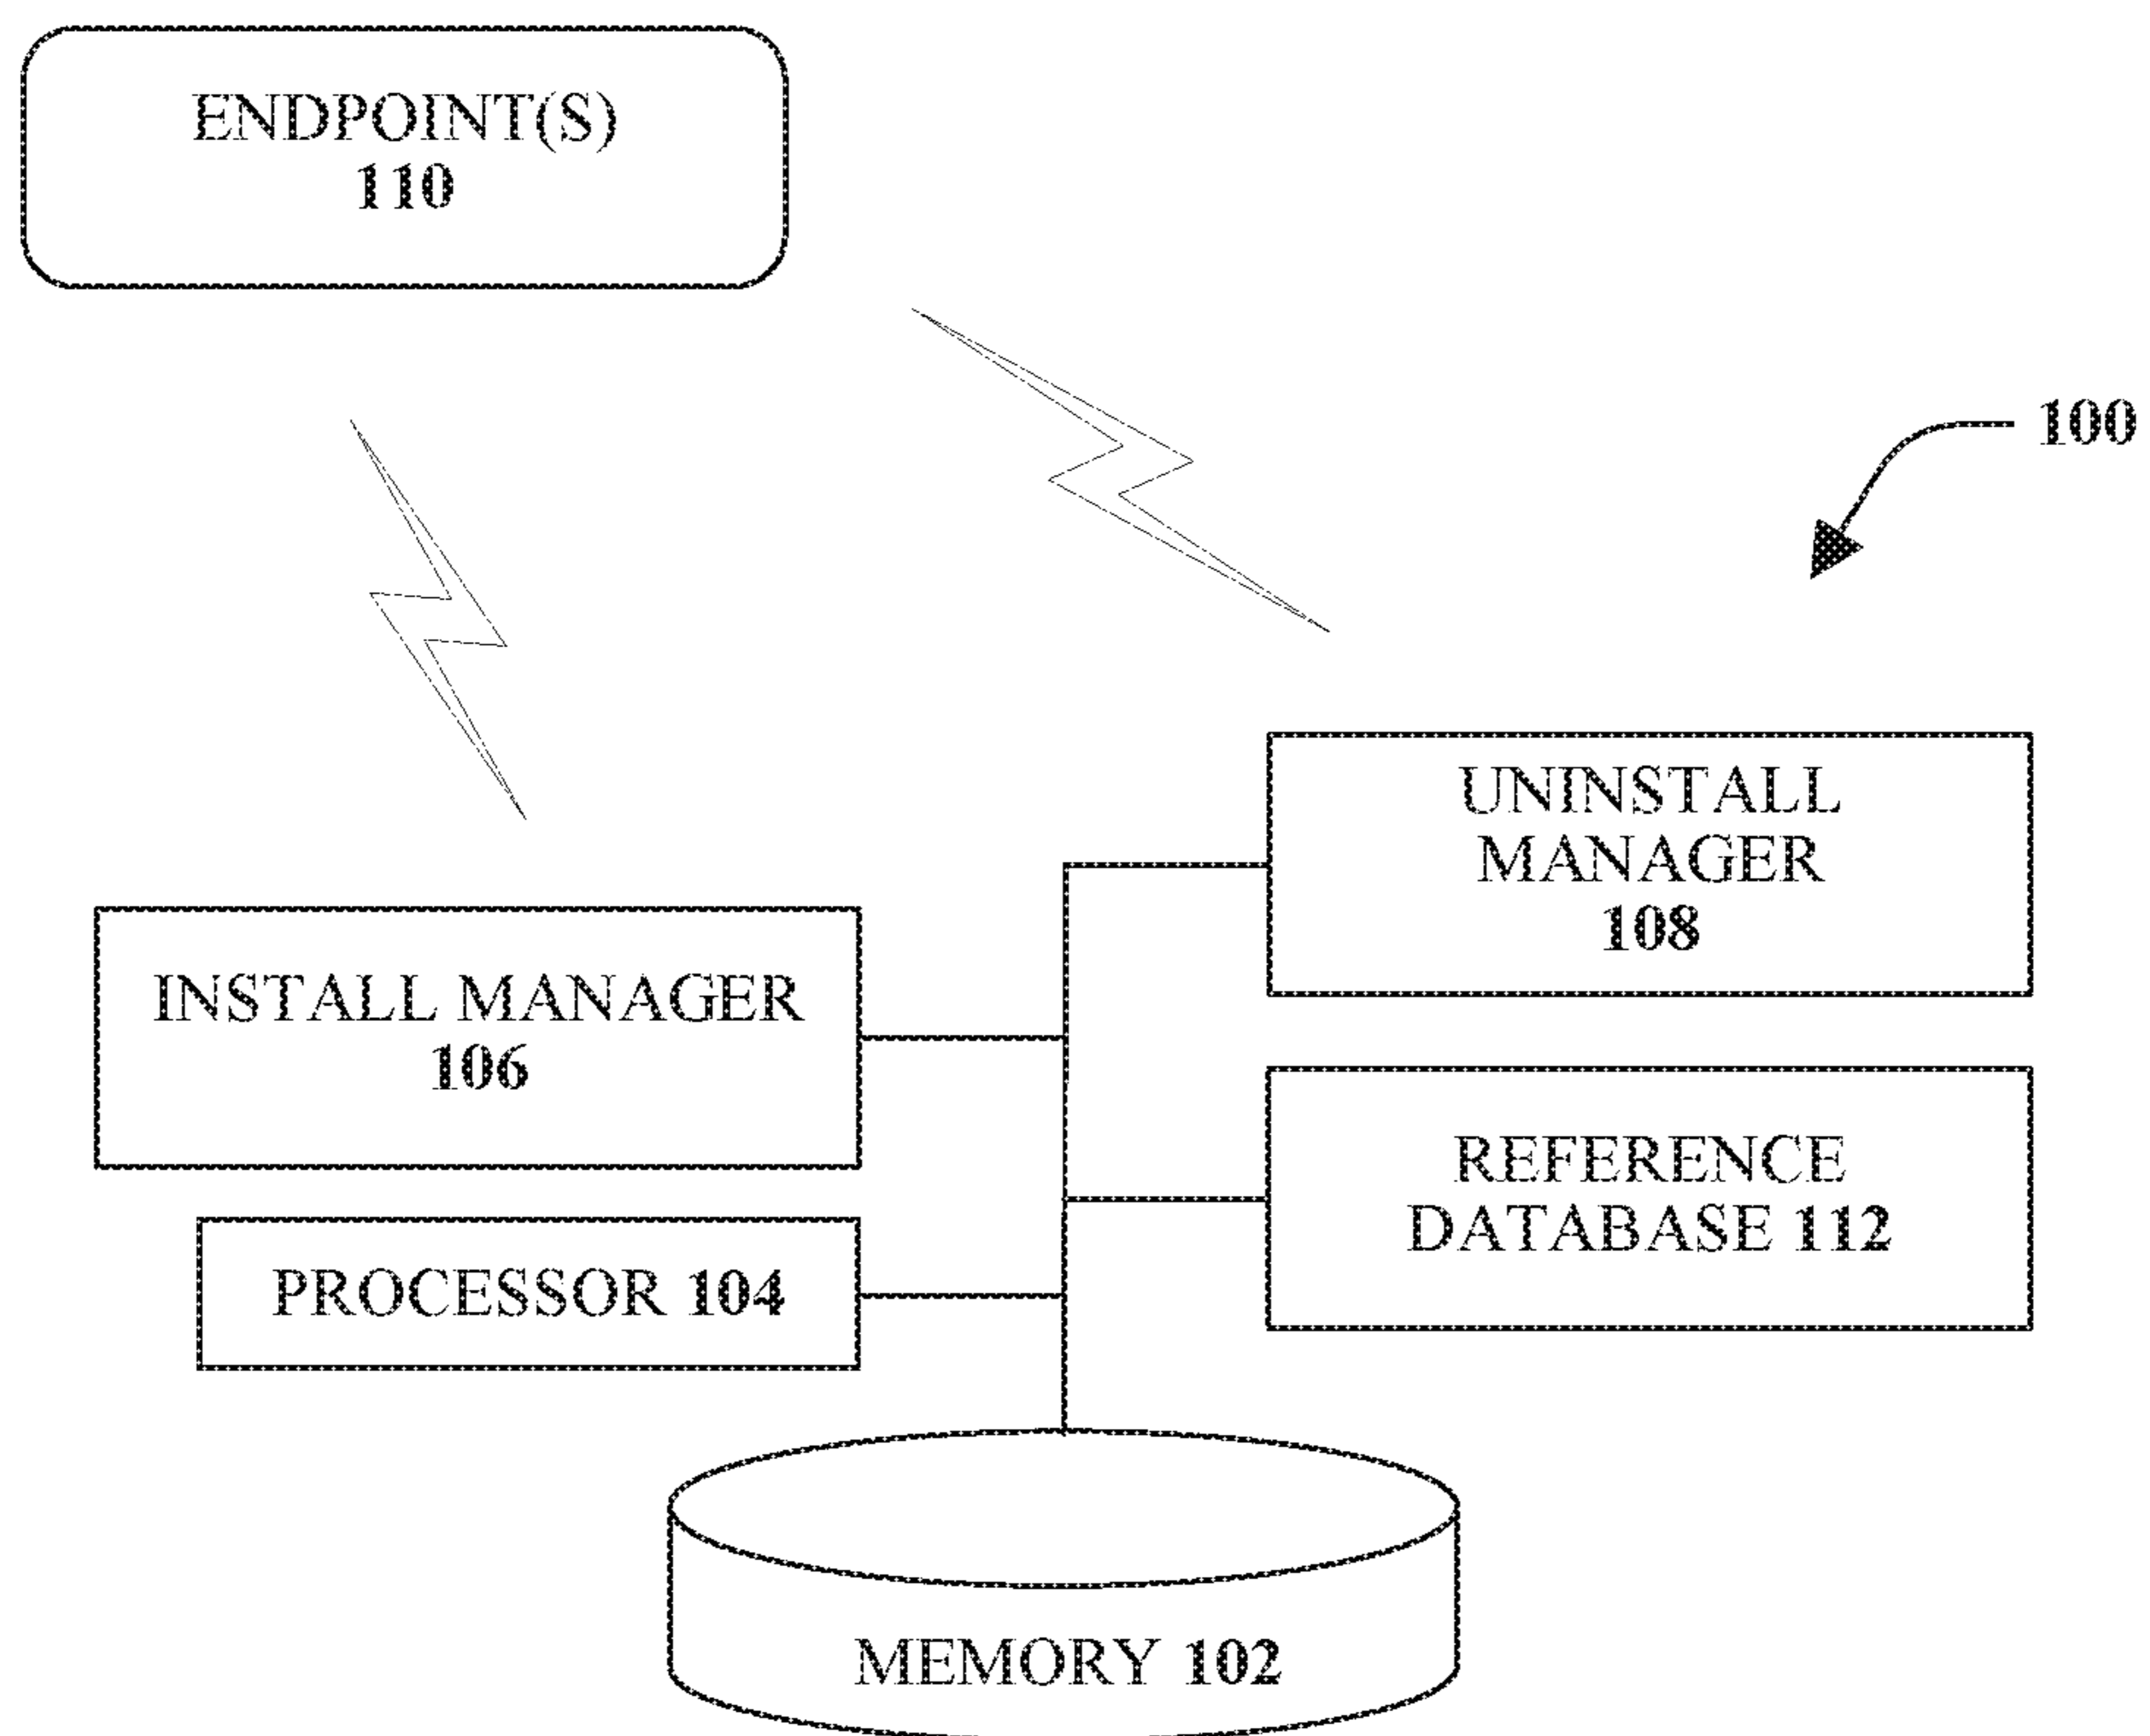 ENDPOINT(S)
110
100
UNINSTALL
MANAGER
108
INSTALL MANAGER
106
REFERENCE
DATABASE 112
PROCESSOR 104
MEMORY 102